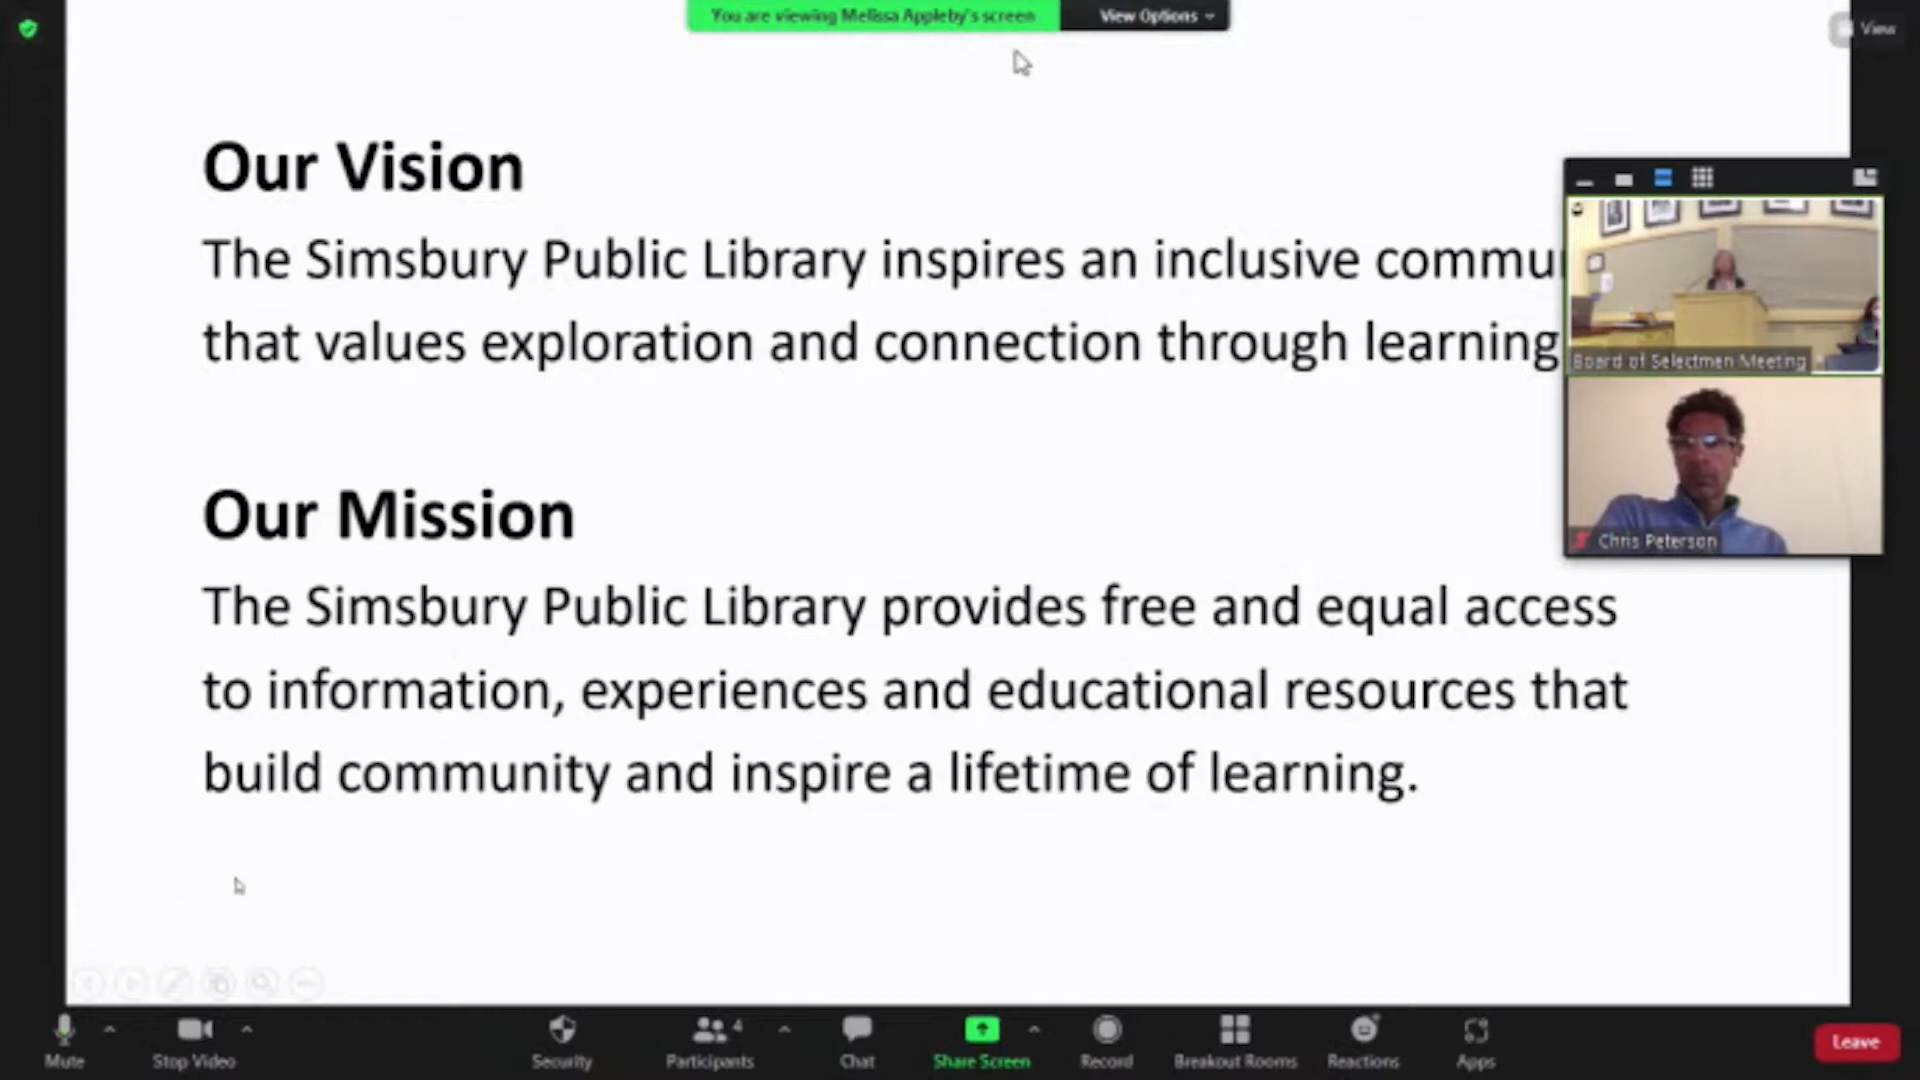 You are viewing Melissa Appleby's screen
View Options
View
Our Vision
The Simsbury Public Library inspires an inclusive commu
that values exploration and connection through learning
Board of Selectmen Meeting
Chris Peterson
Our Mission
The Simsbury Public Library provides free and equal access
to information, experiences and educational resources that
build community and inspire a lifetime of learning.
Mute
Stop Video
Security
4
Participants
Chat
Share Screen
Record
Breakout Rooms
Reactions
Apps
Leave